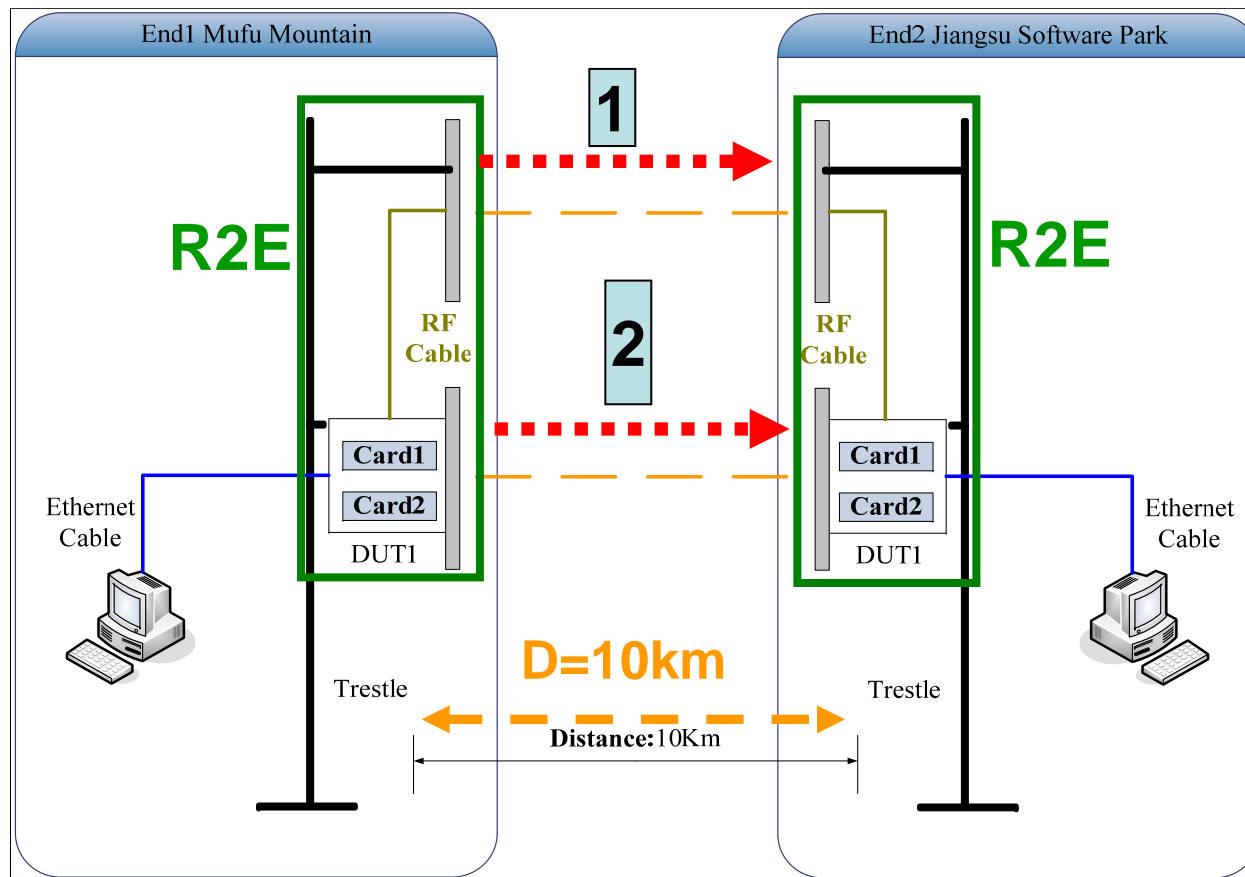 End1 Mufu Mountain
End2 Jiangsu Software Park
1
R2E
R2E
RF
Cable
RF
Cable
2
Card1
Card2
DUT1
Card1
Card2
DUT1
Ethernet
Cable
Ethernet
Cable
D=10km
Trestle
Trestle
Distance:10Km